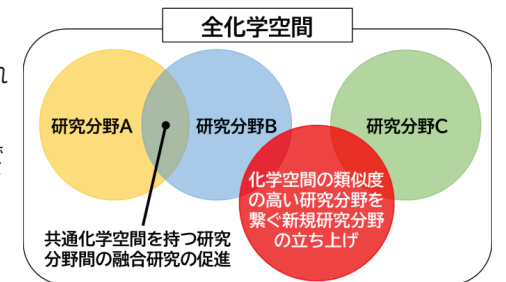 全化学空間
研究分野A
研究分野B
研究分野C
化学空間の類似度
の高い研究分野を
繋ぐ新規研究分野
の立ち上げ
共通化学空間を持つ研究
分野間の融合研究の促進